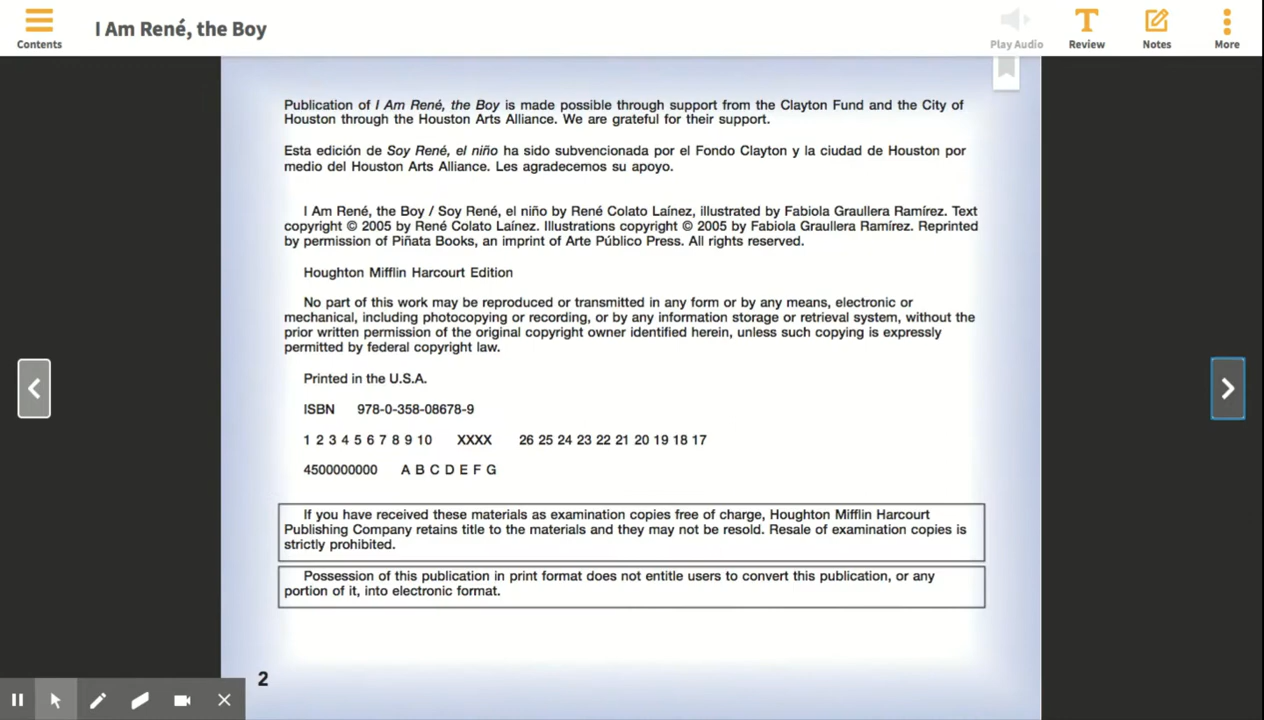 I Am René, the Boy
Contents
Play Audio
Review
Notes
More
Publication of I Am René, the Boy is made possible through support from the Clayton Fund and the City of
Houston through the Houston Arts Alliance. We are grateful for their support.
Esta edición de Soy René, el niño ha sido subvencionada por el Fondo Clayton y la ciudad de Houston por
medio del Houston Arts Alliance. Les agradecemos su apoyo.
I Am René, the Boy / Soy René, el niño by René Colato Laínez, illustrated by Fabiola Graullera Ramírez. Text
copyright © 2005 by René Colato Laínez. Illustrations copyright © 2005 by Fabiola Graullera Ramírez. Reprinted
by permission of Piñata Books, an imprint of Arte Público Press. All rights reserved.
Houghton Mifflin Harcourt Edition
No part of this work may be reproduced or transmitted in any form or by any means, electronic or
mechanical, including photocopying or recording, or by any information storage or retrieval system, without the
prior written permission of the original copyright owner identified herein, unless such copying is expressly
permitted by federal copyright law.
Printed in the U.S.A.
ISBN 978-0-358-08678-9
1 2 3 4 5 6 7 8 9 10 XXXX 26 25 24 23 22 21 20 19 18 17
4500000000 A B C D E F G
If you have received these materials as examination copies free of charge, Houghton Mifflin Harcourt
Publishing Company retains title to the materials and they may not be resold. Resale of examination copies is
strictly prohibited.
Possession of this publication in print format does not entitle users to convert this publication, or any
portion of it, into electronic format.
2